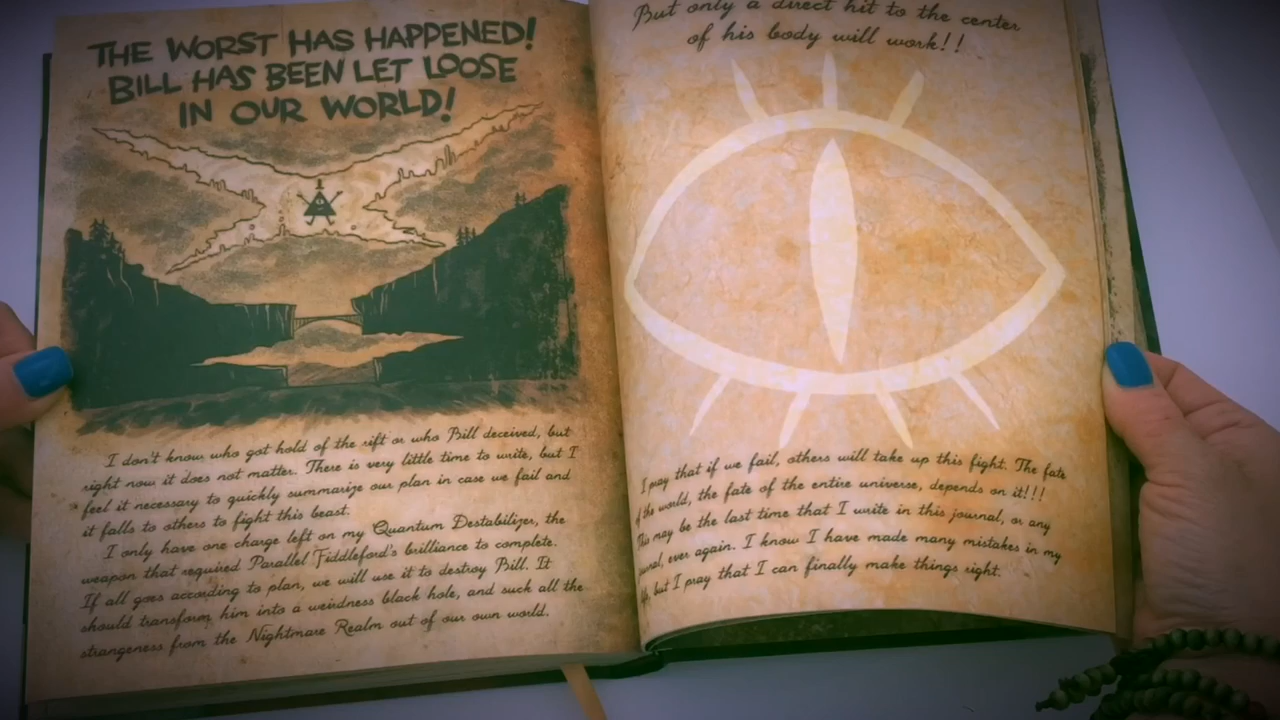 THE WORST HAS HAPPENED!
BILL HAS BEEN LET LOOSE
IN OUR WORLD!
I don't know who got hold of the rift or who Bill deceived, but
right now it does not matter. There is very little time to write, but I
feel it necessary to quickly summarize our plan in case we fail and
it falls to others to fight this beast.
I only have one charge left on my Quantum Destabilizer, the
weapon that required Parallel Fiddleford's brilliance to complete.
If all goes according to plan, we will use it to destroy Bill. It
should transform him into a weirdness black hole, and suck all the
strangeness from the Nightmare Realm out of our own world.
But only a direct hit to the center
of his body will work!!
I pray that if we fail, others will take up this fight. The fate
of the world, the fate of the entire universe, depends on it!!!
This may be the last time that I write in this journal, or any
journal, ever again. I know I have made many mistakes in my
life, but I pray that I can finally make things right.